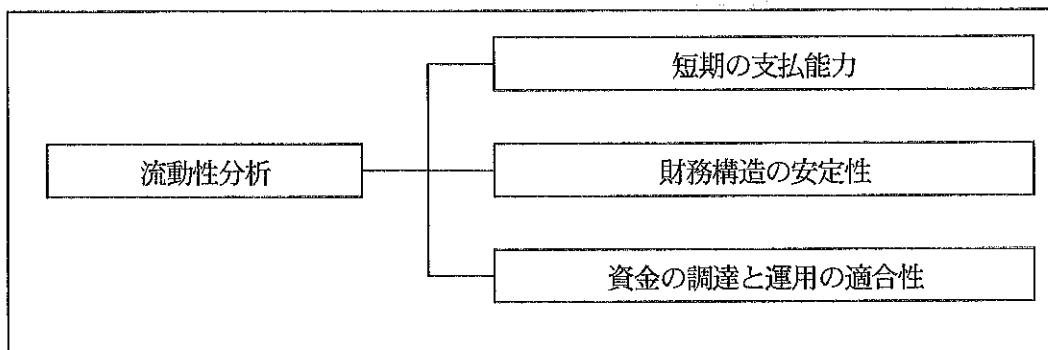 短期の支払能力
流動性分析
財務構造の安定性
資金の調達と運用の適合性